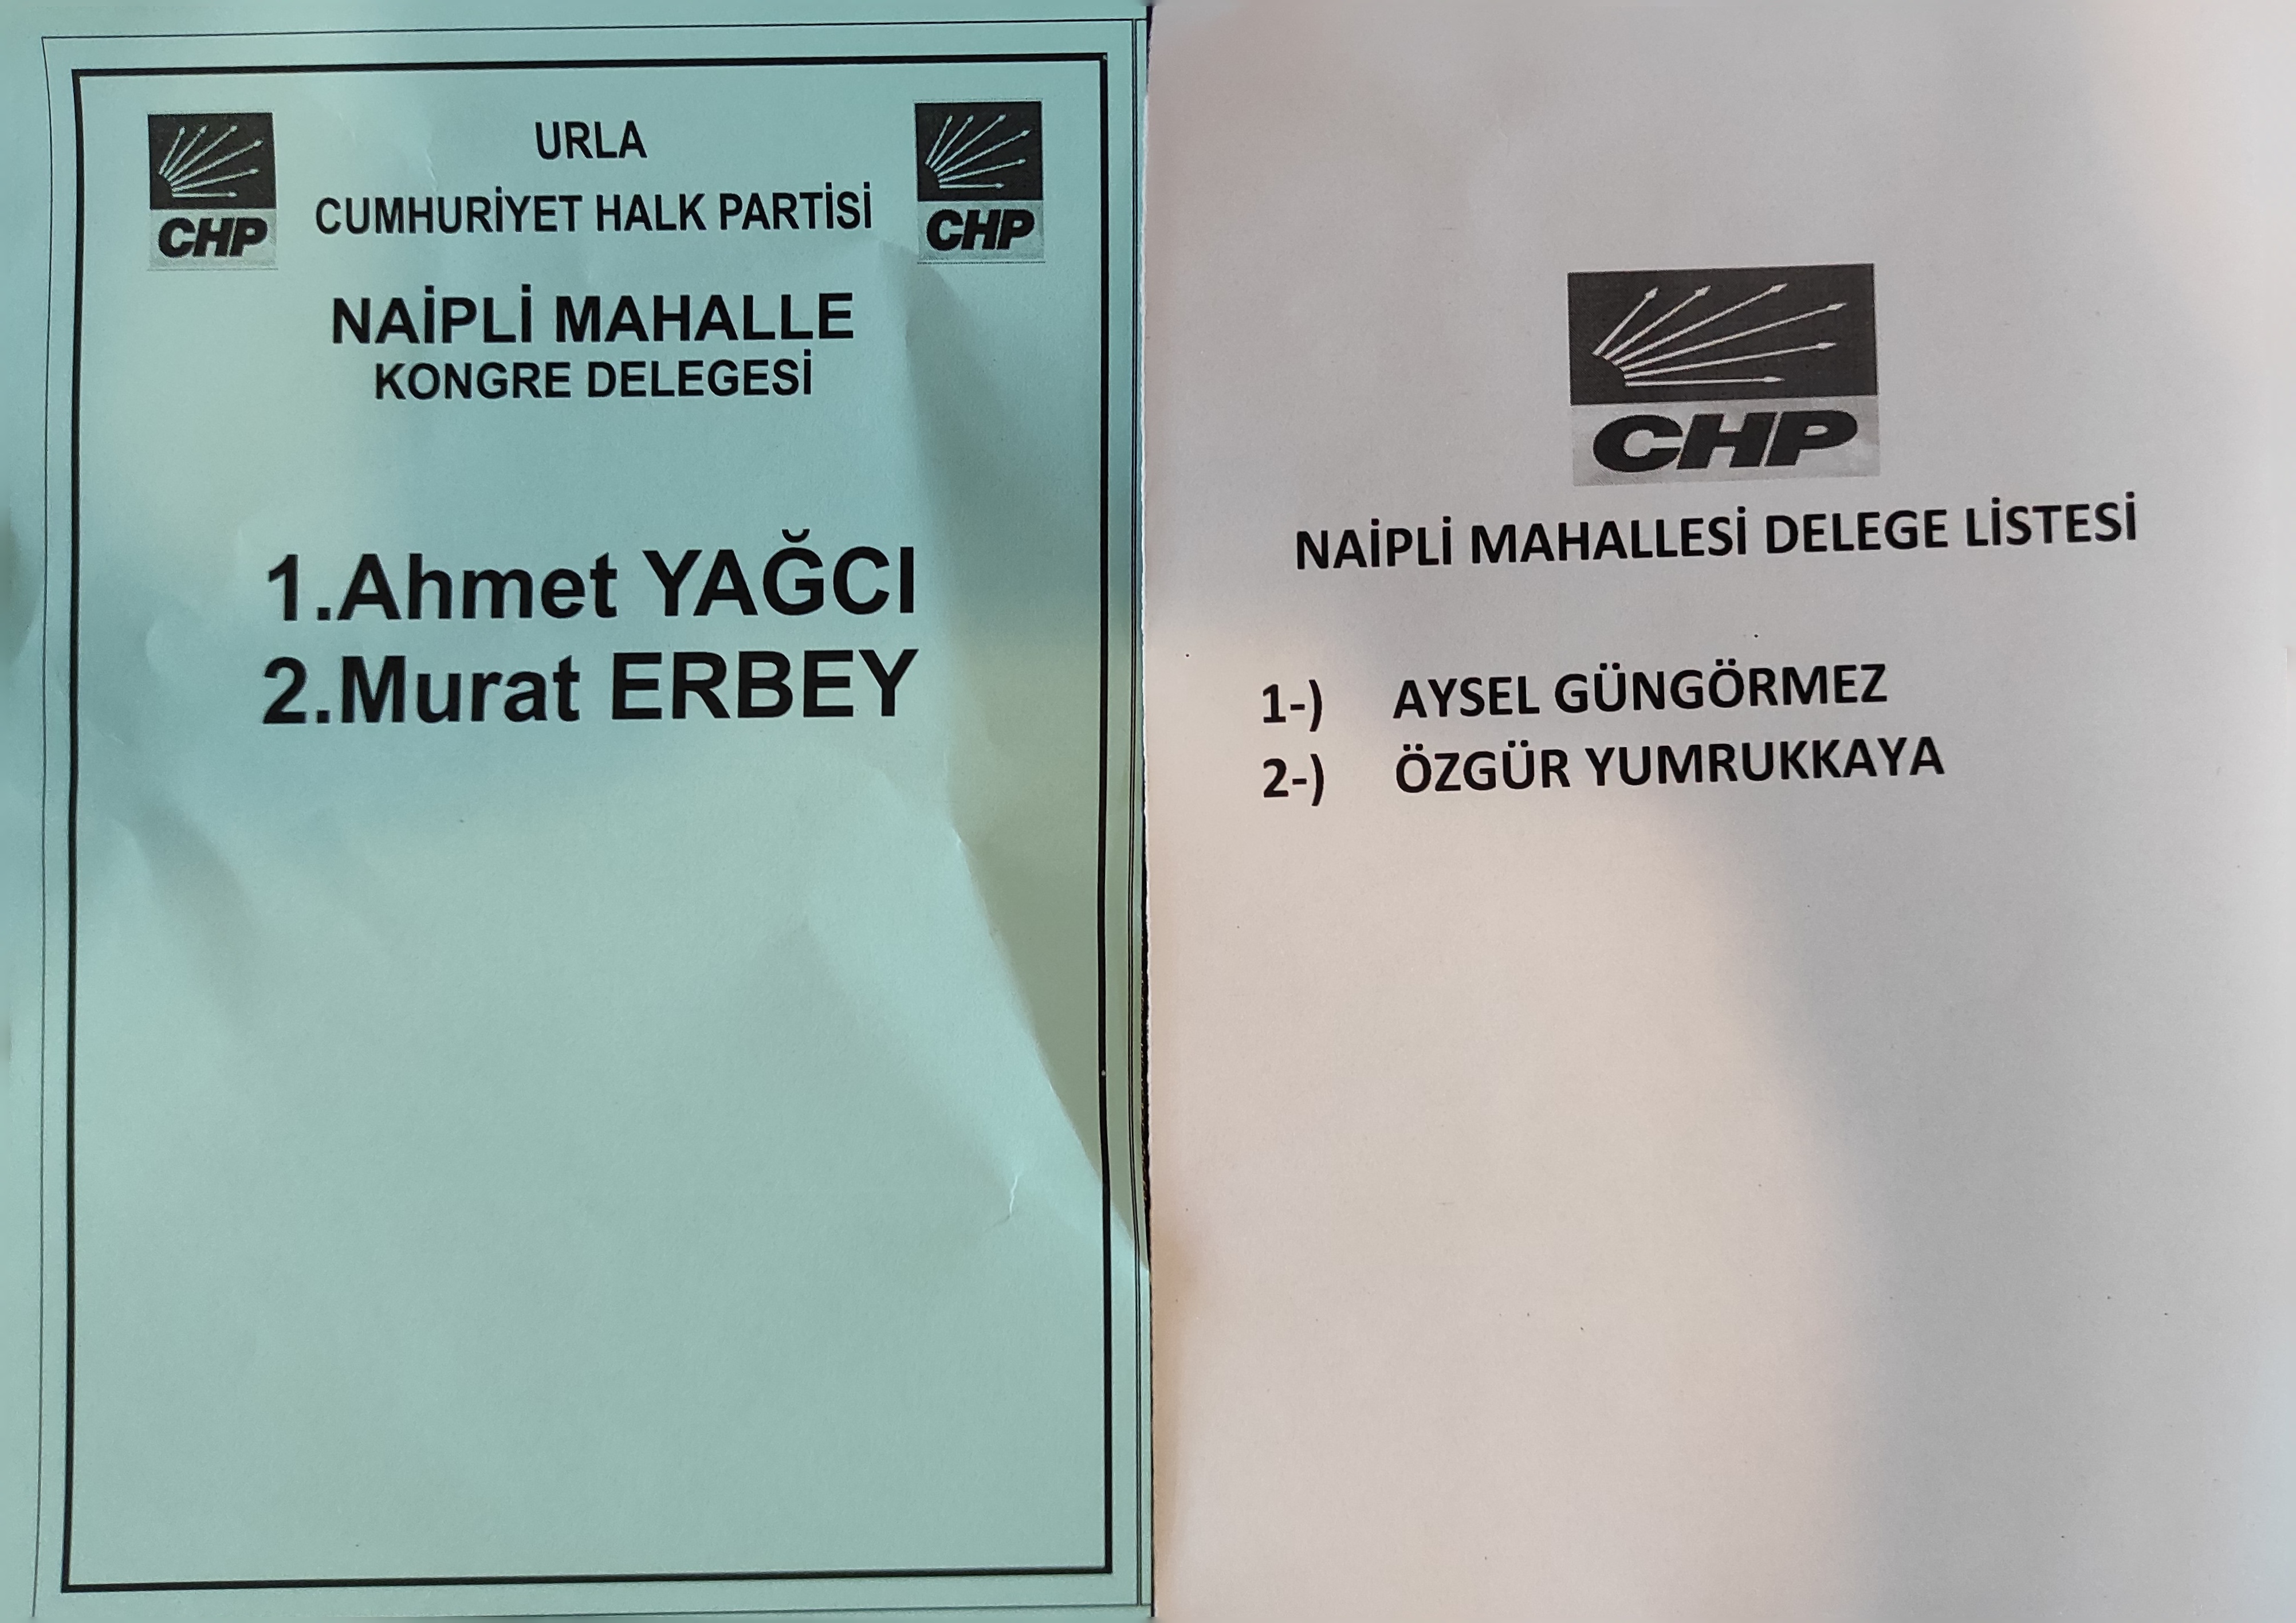 CHP
URLA
CUMHURİYET HALK PARTİSİ
CHP
NAİPLİ MAHALLE
KONGRE DELEGESİ
1.Ahmet YAĞCI
2.Murat ERBEY
CHP
NAİPLİ MAHALLESİ DELEGE LİSTESİ
1-) AYSEL GÜNGÖRMEZ
2-) ÖZGÜR YUMRUKKAYA